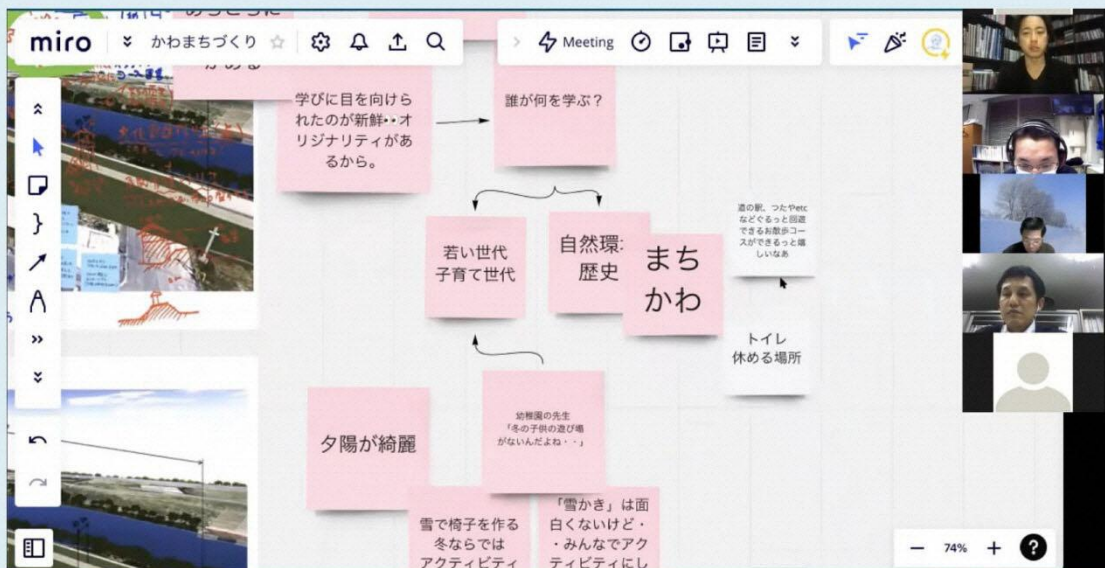 miro
かわまちづくり
Meeting
がある
学びに目を向けら
れたのが新鮮👀オ
リジナリティがあ
るから。
誰が何を学ぶ？
若い世代
子育て世代
自然環
歴史
まち
かわ
道の駅、つたやetc
などぐるっと回遊
できるお散歩コー
スができるっと嬉
しいなあ
トイレ
休める場所
夕陽が綺麗
幼稚園の先生
「冬の子供の遊び場
がないんだよね・・」
雪で椅子を作る
冬ならでは
アクティビティ
「雪かき」は面
白くないけど・
・みんなでアク
ティビティにし
74%